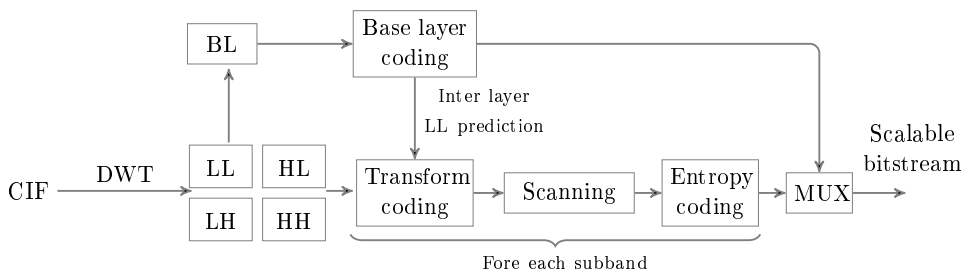 BL
Base layer
coding
Inter layer
LL prediction
Scalable
bitstream
CIF
DWT
LL
HL
LH
HH
Transform
coding
Scanning
Entropy
coding
MUX
Fore each subband